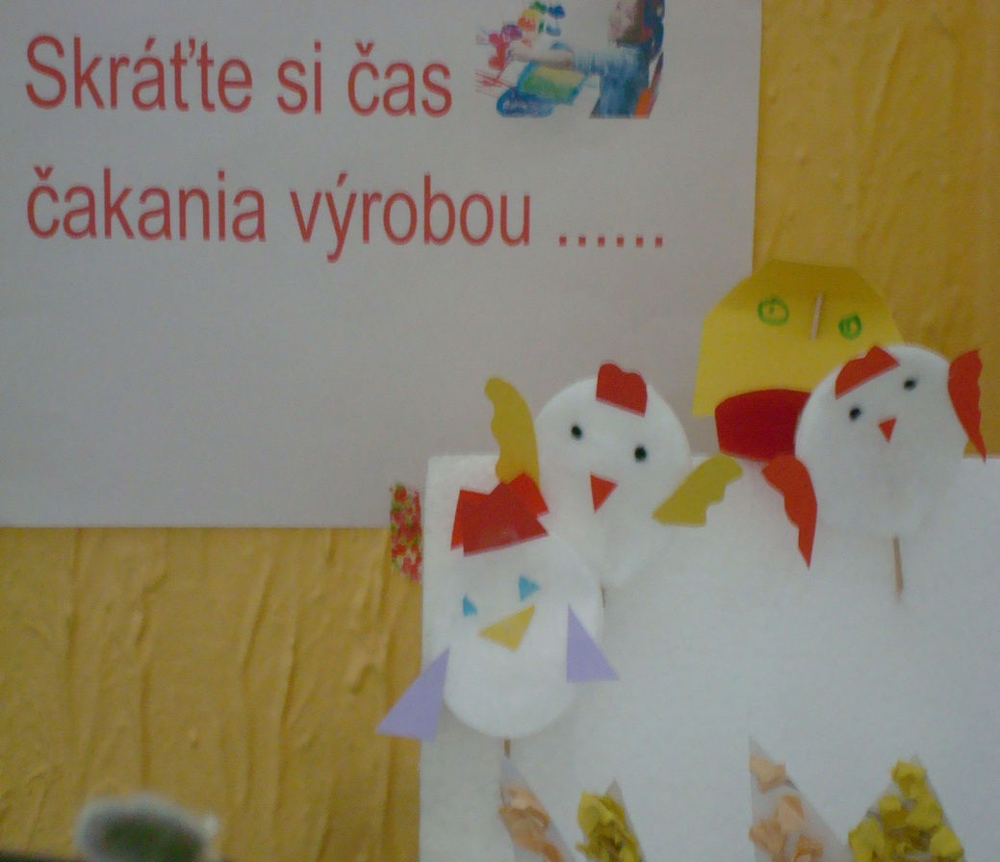 Skráťte si čas
čakania výrobou ......